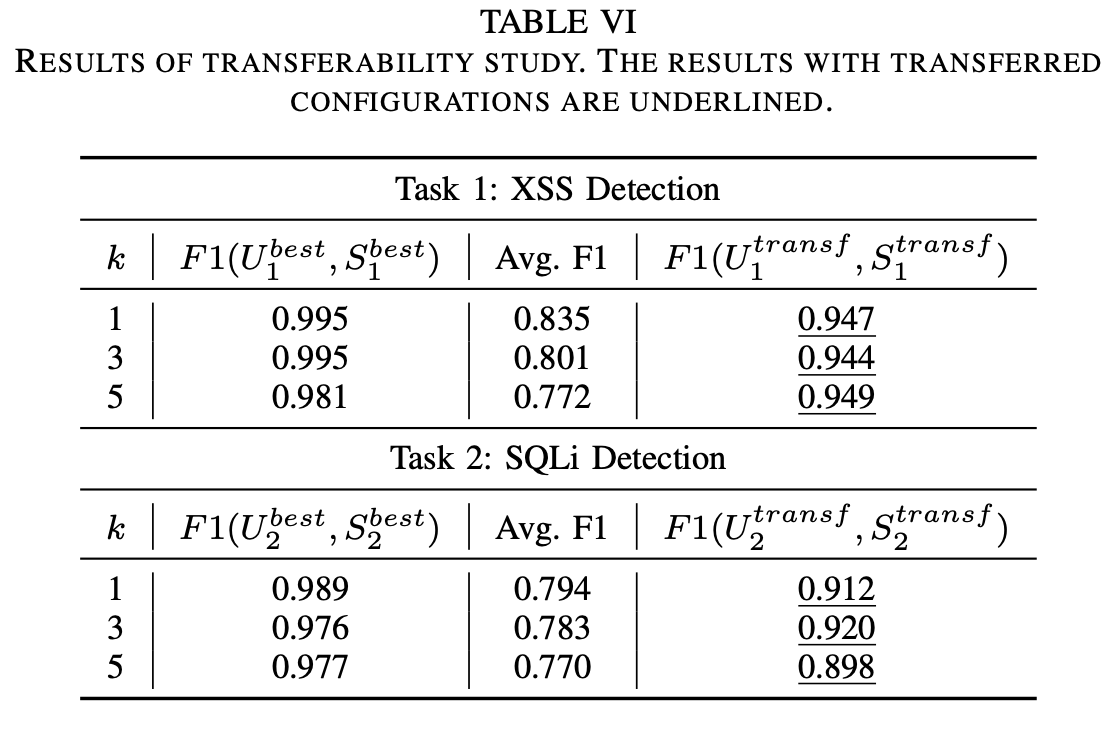 TABLE VI
RESULTS OF TRANSFERABILITY STUDY. THE RESULTS WITH TRANSFERRED
CONFIGURATIONS ARE UNDERLINED.
Task 1: XSS Detection
k | F1(U_1^{best}, S_1^{best}) | Avg. F1 | F1(U_1^{transf}, S_1^{transf})
1 | 0.995 | 0.835 | 0.947
3 | 0.995 | 0.801 | 0.944
5 | 0.981 | 0.772 | 0.949
Task 2: SQLi Detection
k | F1(U_2^{best}, S_2^{best}) | Avg. F1 | F1(U_2^{transf}, S_2^{transf})
1 | 0.989 | 0.794 | 0.912
3 | 0.976 | 0.783 | 0.920
5 | 0.977 | 0.770 | 0.898